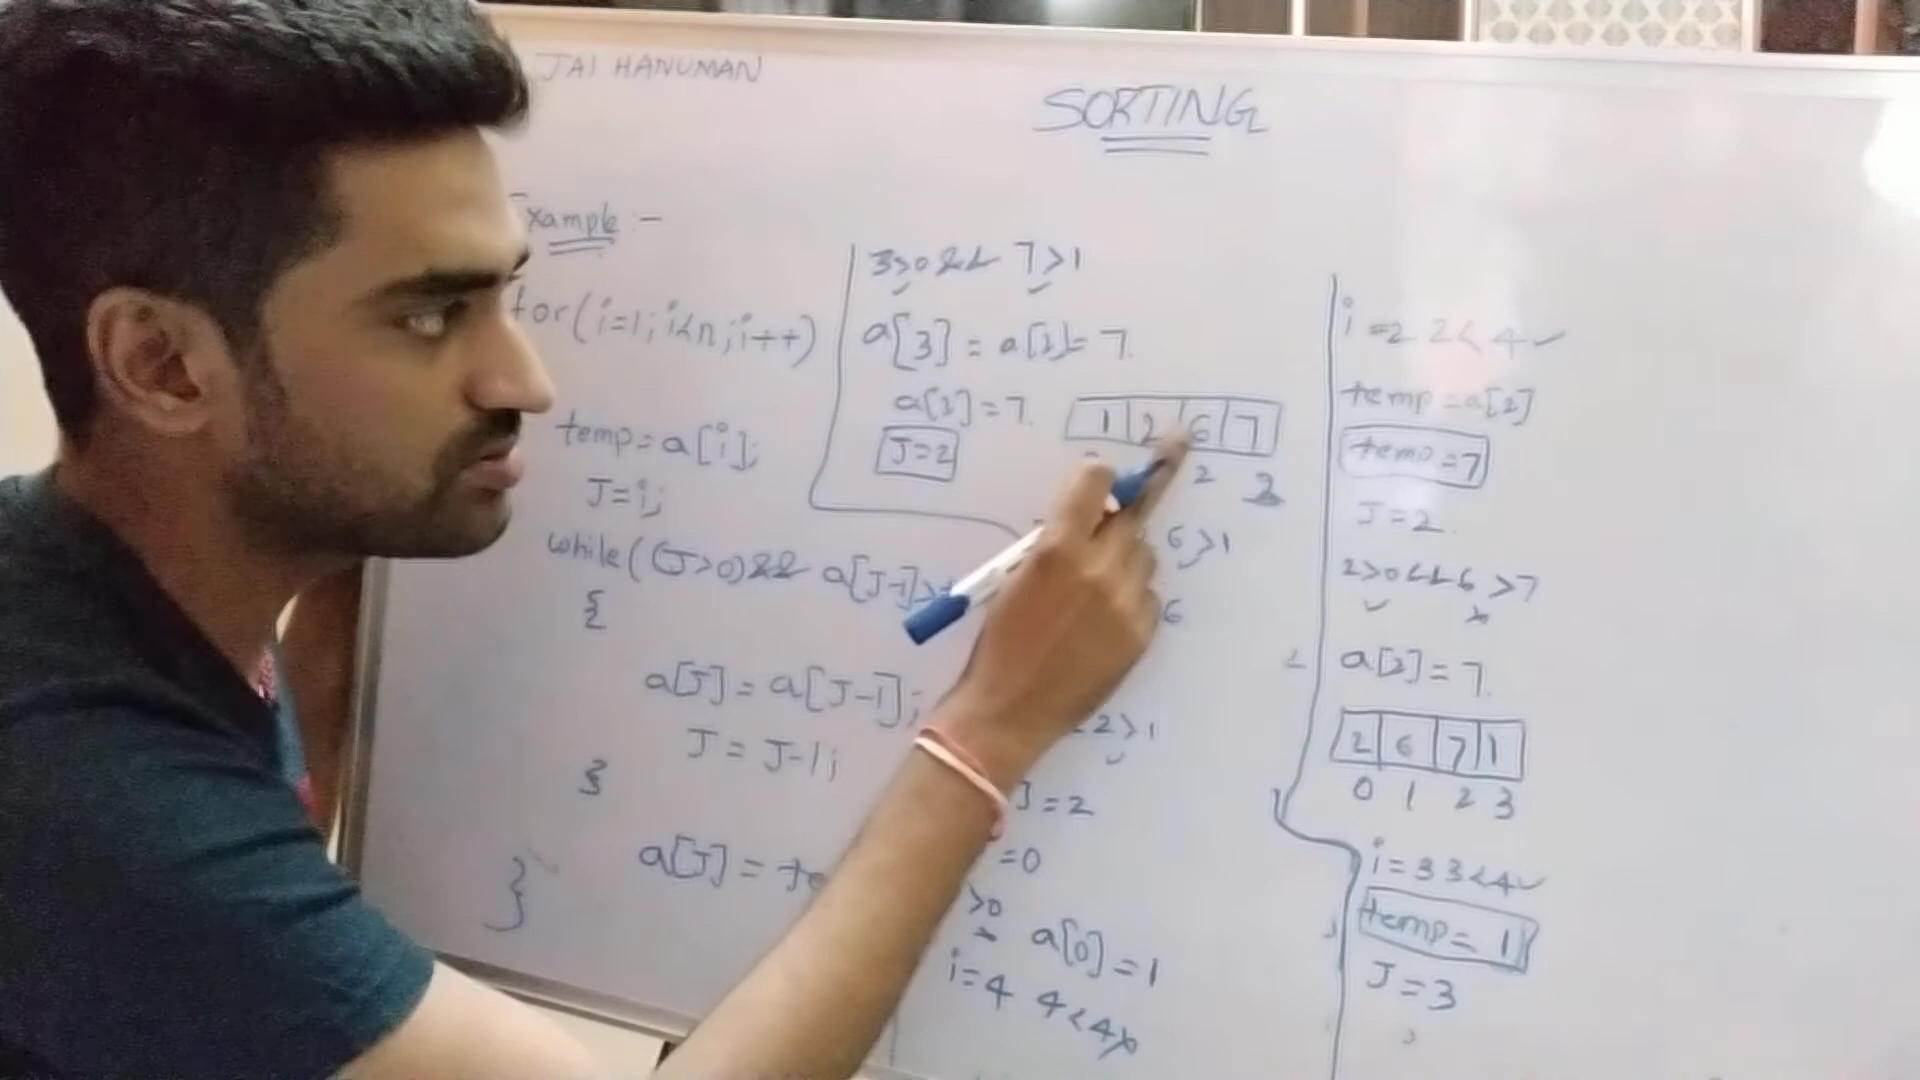 JAI HANUMAN
SORTING
Example :-
for(i=1; i<n; i++)
temp=a[i];
J=i;
while((J>0)&& a[J-1]>
{
a[J] = a[J-1];
J = J-1;
}
a[J] = te
}
3>0&& 7>1
a[3] = a[2]= 7.
a[2]=7.
J=2
1 2 6 7
2 3
6>1
6
2>1
]=2
=0
>0
a[0]=1
i=4 4<4
i=2 2<4 ✓
temp=a[2]
temp=7
J=2.
2>0&&6>7
a[2]=7.
2 6 7 1
0 1 2 3
i=3 3<4 ✓
temp= 1
J=3